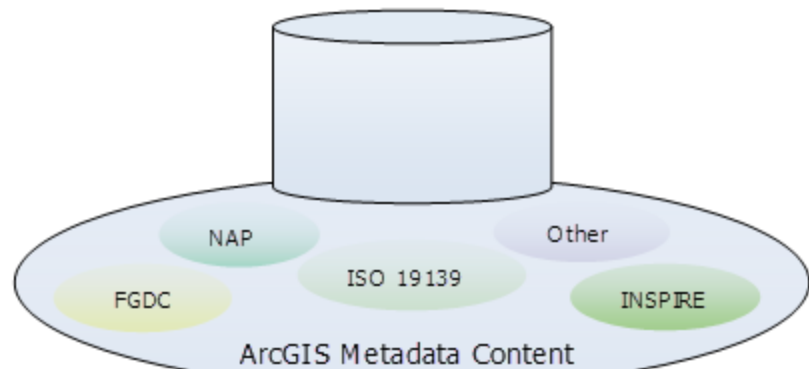 NAP
Other
ISO 19139
FGDC
INSPIRE
ArcGIS Metadata Content